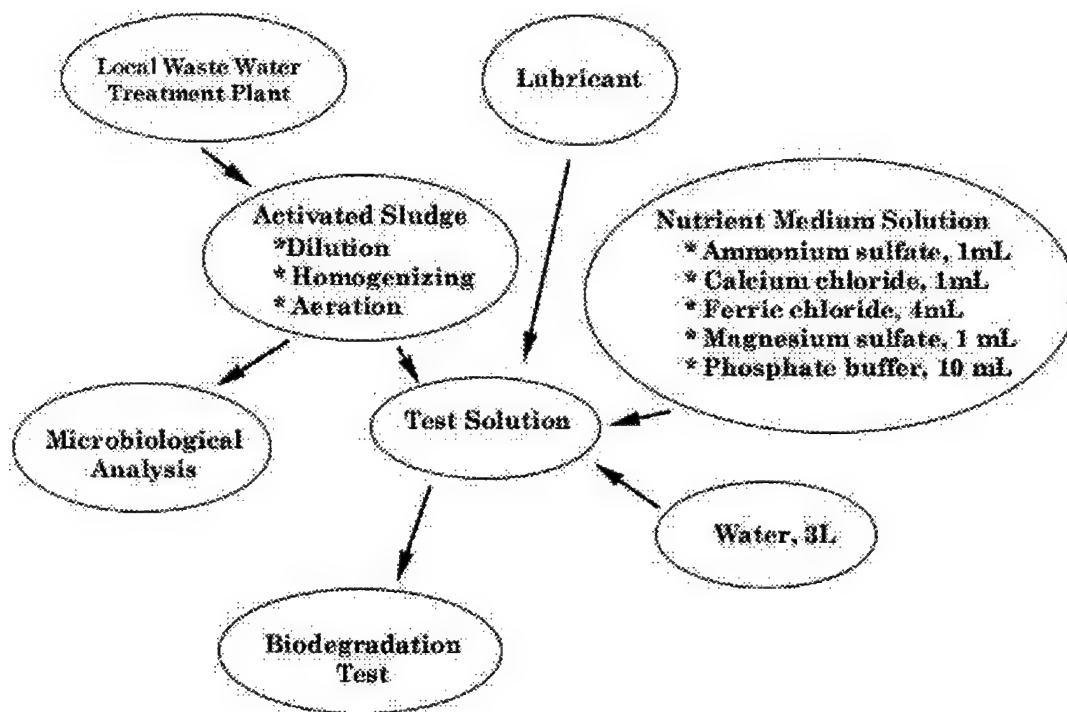 Local Waste Water
Treatment Plant
Lubricant
Activated Sludge
*Dilution
* Homogenizing
* Aeration
Nutrient Medium Solution
* Ammonium sulfate, 1mL
* Calcium chloride, 1mL
* Ferric chloride, 4mL
* Magnesium sulfate, 1 mL
* Phosphate buffer, 10 mL
Microbiological
Analysis
Test Solution
Water, 3L
Biodegradation
Test